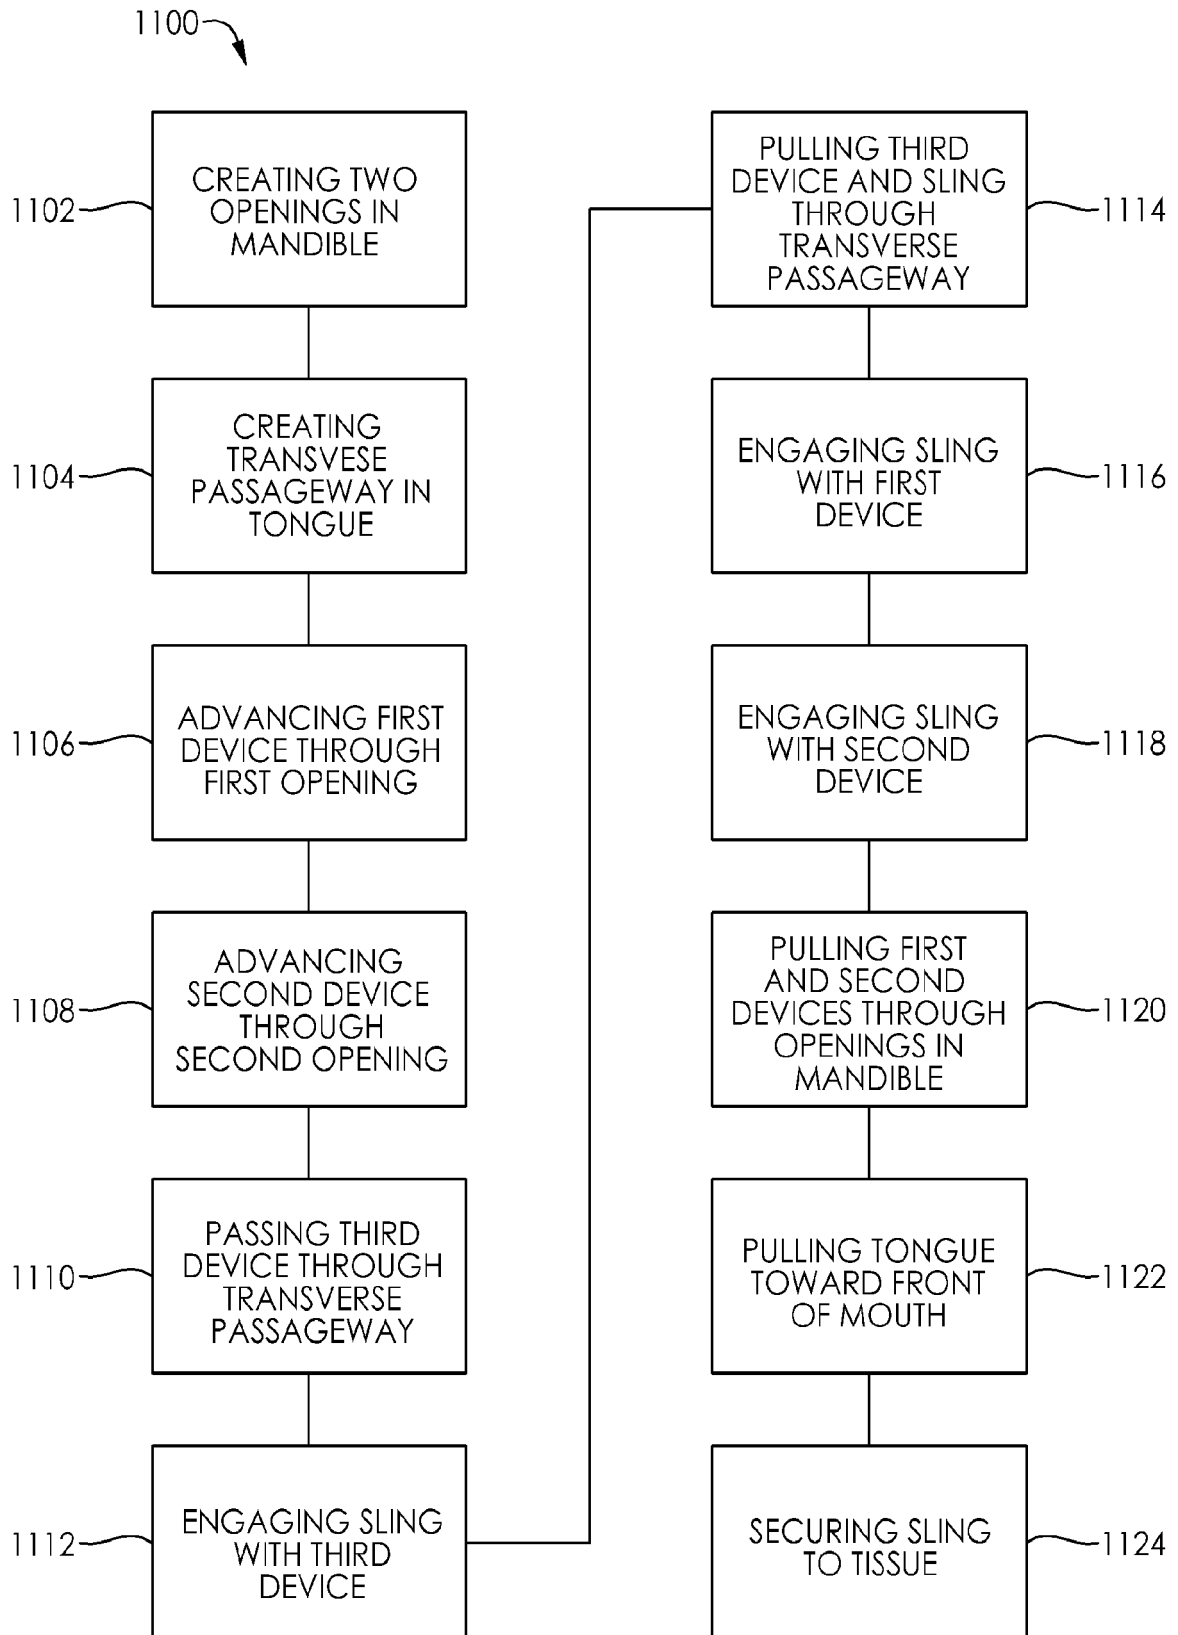 1100
1102
CREATING TWO
OPENINGS IN
MANDIBLE
1104
CREATING
TRANSVESE
PASSAGEWAY IN
TONGUE
1106
ADVANCING FIRST
DEVICE THROUGH
FIRST OPENING
1108
ADVANCING
SECOND DEVICE
THROUGH
SECOND OPENING
1110
PASSING THIRD
DEVICE THROUGH
TRANSVERSE
PASSAGEWAY
1112
ENGAGING SLING
WITH THIRD
DEVICE
PULLING THIRD
DEVICE AND SLING
THROUGH
TRANSVERSE
PASSAGEWAY
1114
ENGAGING SLING
WITH FIRST
DEVICE
1116
ENGAGING SLING
WITH SECOND
DEVICE
1118
PULLING FIRST
AND SECOND
DEVICES THROUGH
OPENINGS IN
MANDIBLE
1120
PULLING TONGUE
TOWARD FRONT
OF MOUTH
1122
SECURING SLING
TO TISSUE
1124